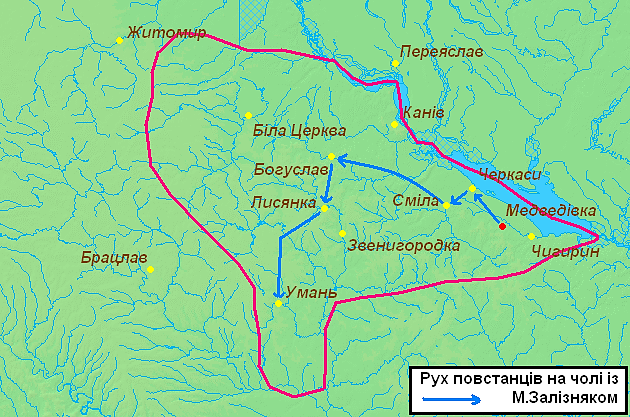 Житомир
Переяслав
Канів
Біла Церква
Богуслав
Черкаси
Сміла
Лисянка
Медведівка
Звенигородка
Чигирин
Брацлав
Умань
Рух повстанців на чолі із
М.Залізняком